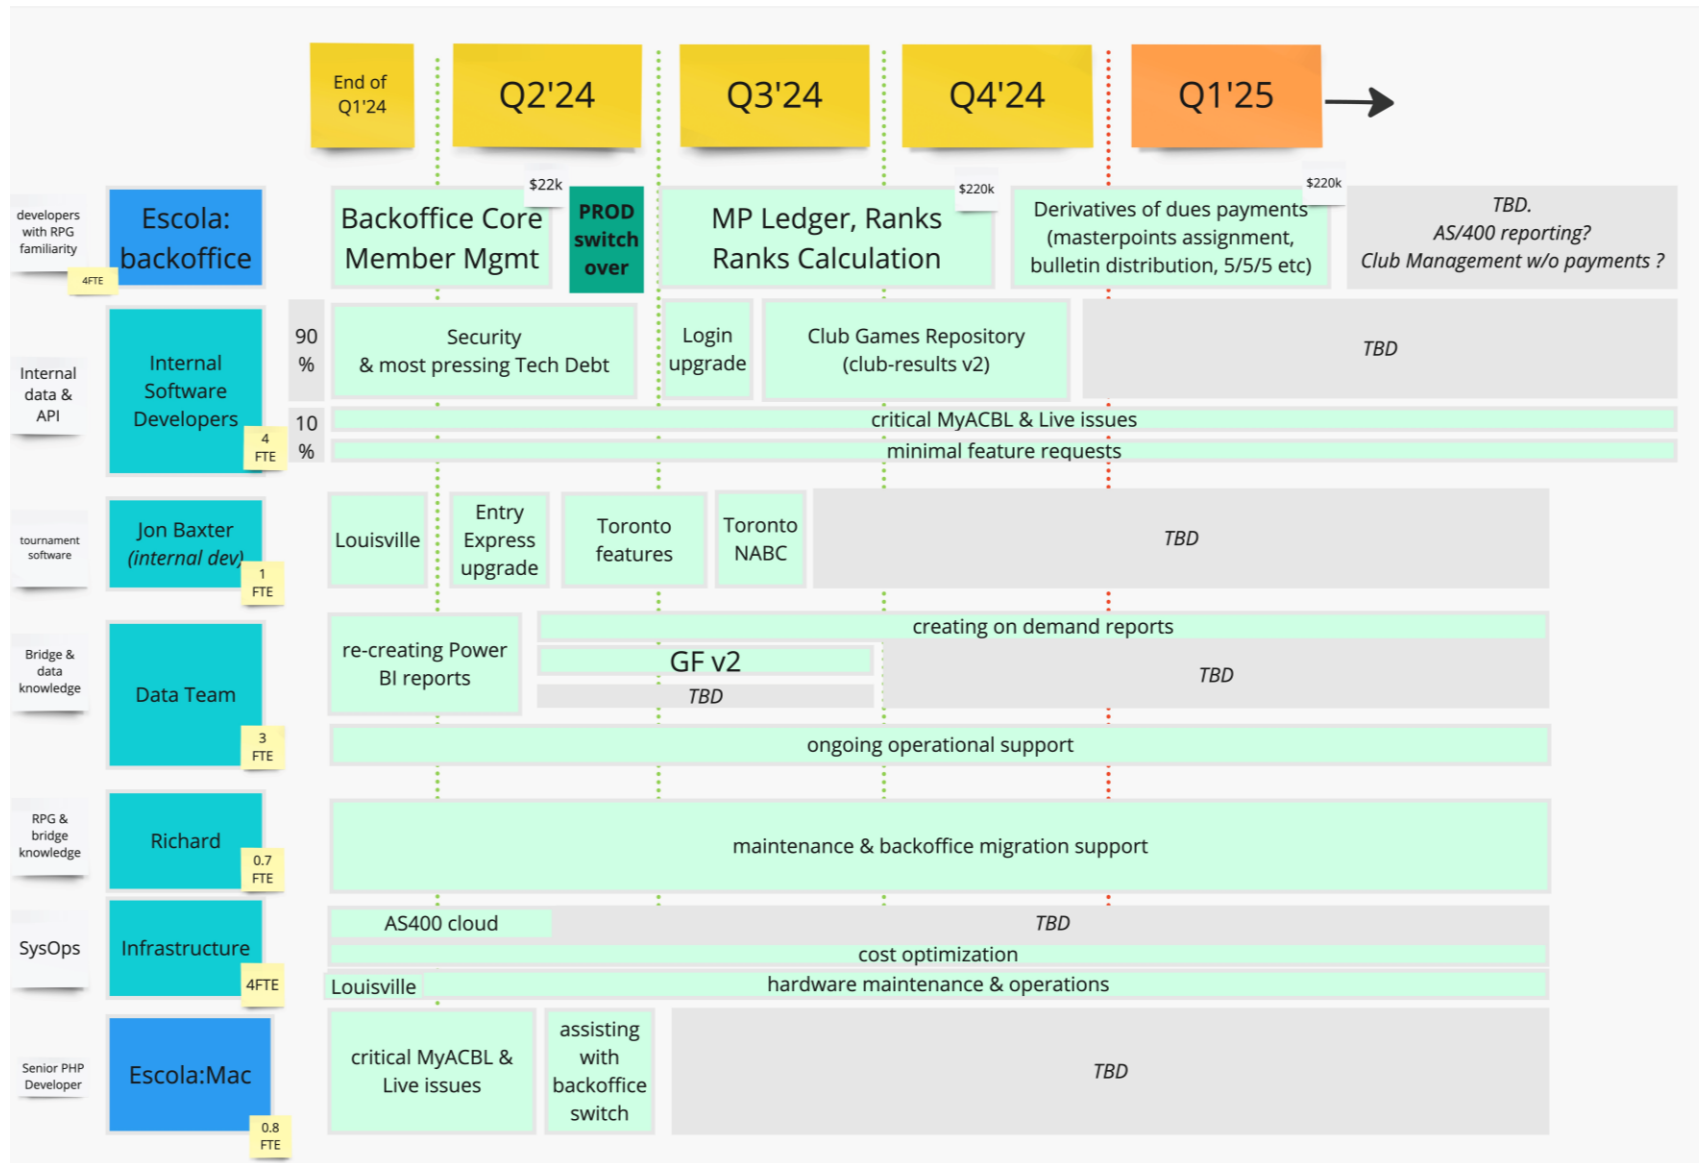 End of
Q1'24
Q2'24
Q3'24
Q4'24
Q1'25
developers
with RPG
familiarity
Escola:
backoffice
4FTE
Backoffice Core
Member Mgmt
$22k
PROD
switch
over
MP Ledger, Ranks
Ranks Calculation
$220k
Derivatives of dues payments
(masterpoints assignment,
bulletin distribution, 5/5/5 etc)
$220k
TBD.
AS/400 reporting?
Club Management w/o payments ?
Internal
data &
API
Internal
Software
Developers
4
FTE
90
%
Security
& most pressing Tech Debt
Login
upgrade
Club Games Repository
(club-results v2)
TBD
10
%
critical MyACBL & Live issues
minimal feature requests
tournament
software
Jon Baxter
(internal dev)
1
FTE
Louisville
Entry
Express
upgrade
Toronto
features
Toronto
NABC
TBD
Bridge &
data
knowledge
Data Team
3
FTE
re-creating Power
BI reports
creating on demand reports
GF v2
TBD
TBD
ongoing operational support
RPG &
bridge
knowledge
Richard
0.7
FTE
maintenance & backoffice migration support
SysOps
Infrastructure
4FTE
AS400 cloud
TBD
cost optimization
Louisville
hardware maintenance & operations
Senior PHP
Developer
Escola:Mac
0.8
FTE
critical MyACBL &
Live issues
assisting
with
backoffice
switch
TBD